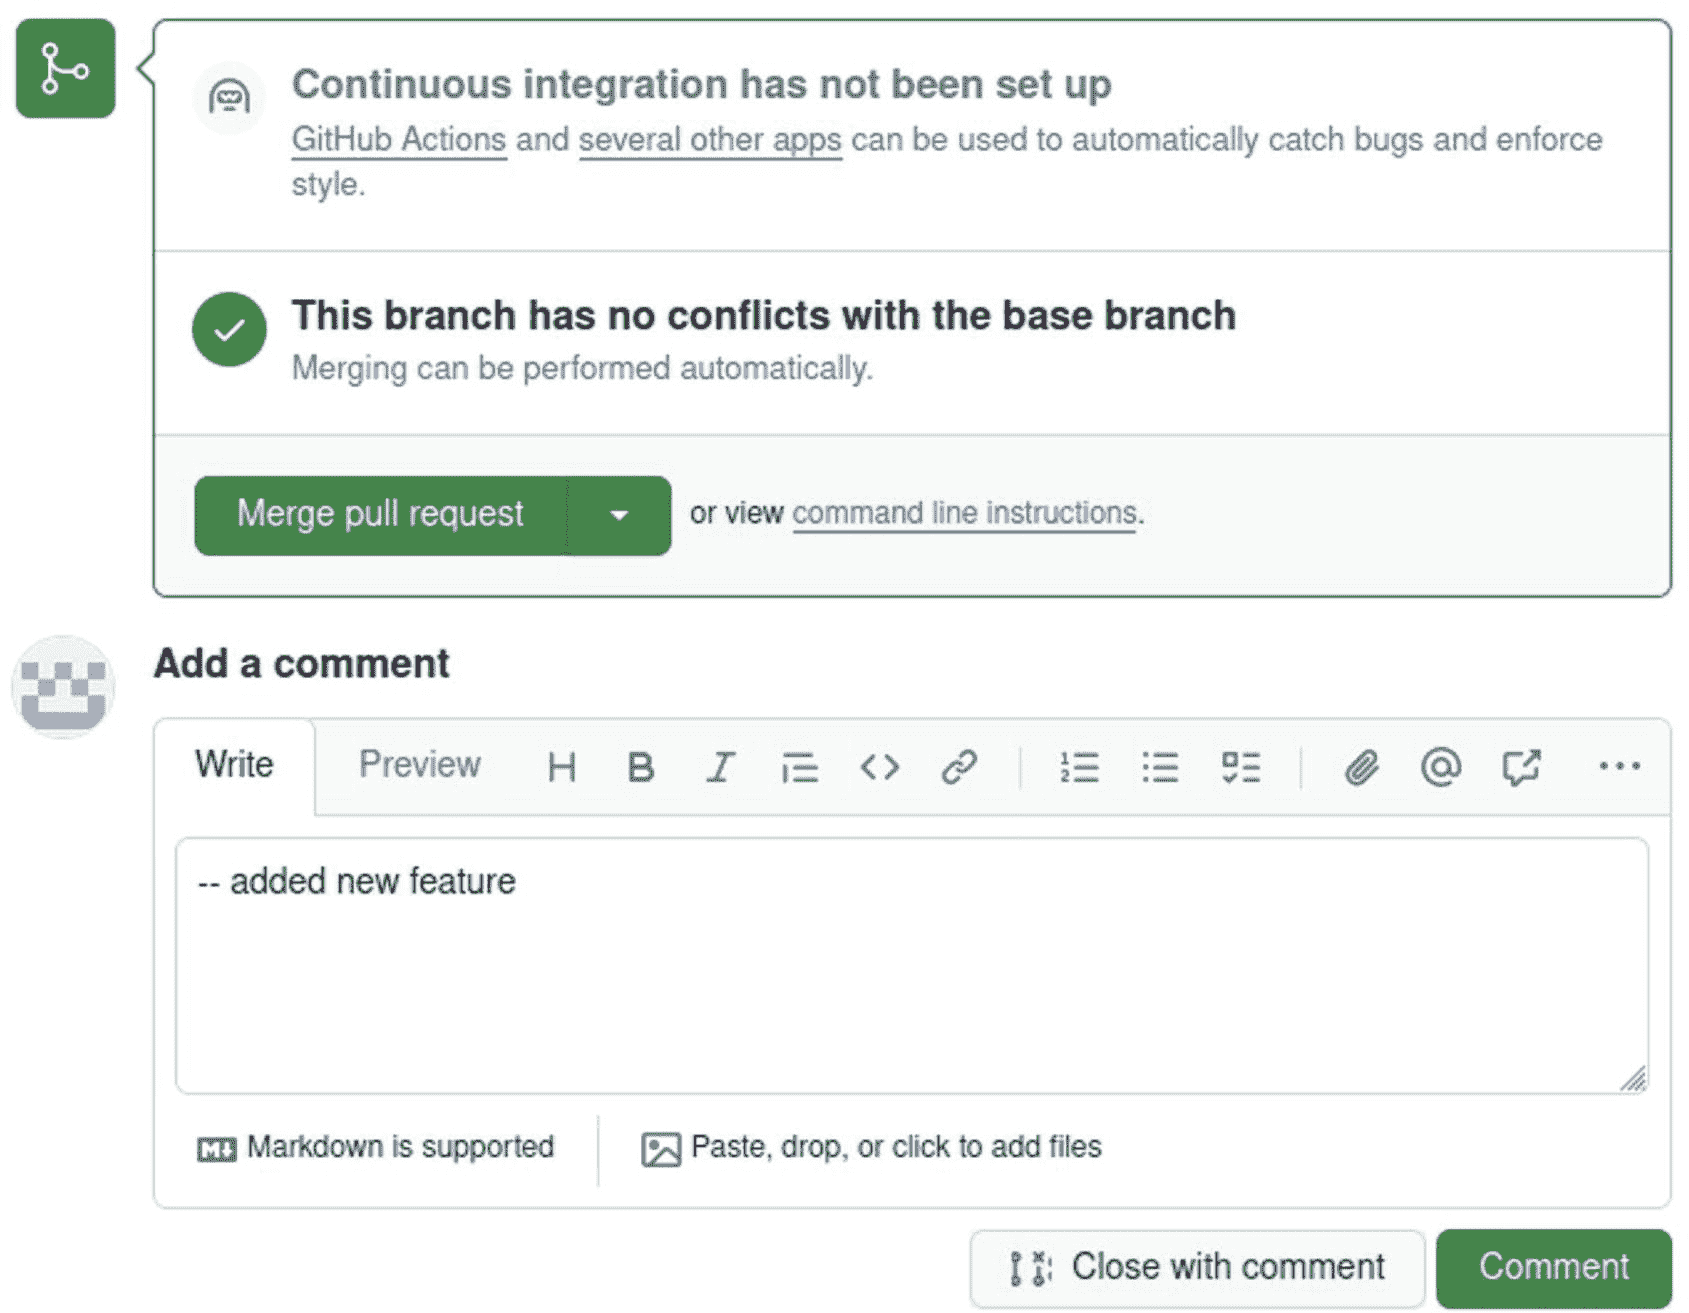 Continuous integration has not been set up
GitHub Actions and several other apps can be used to automatically catch bugs and enforce
style.
This branch has no conflicts with the base branch
Merging can be performed automatically.
Merge pull request or view command line instructions.
Add a comment
Write Preview
-- added new feature
Markdown is supported Paste, drop, or click to add files
Close with comment Comment